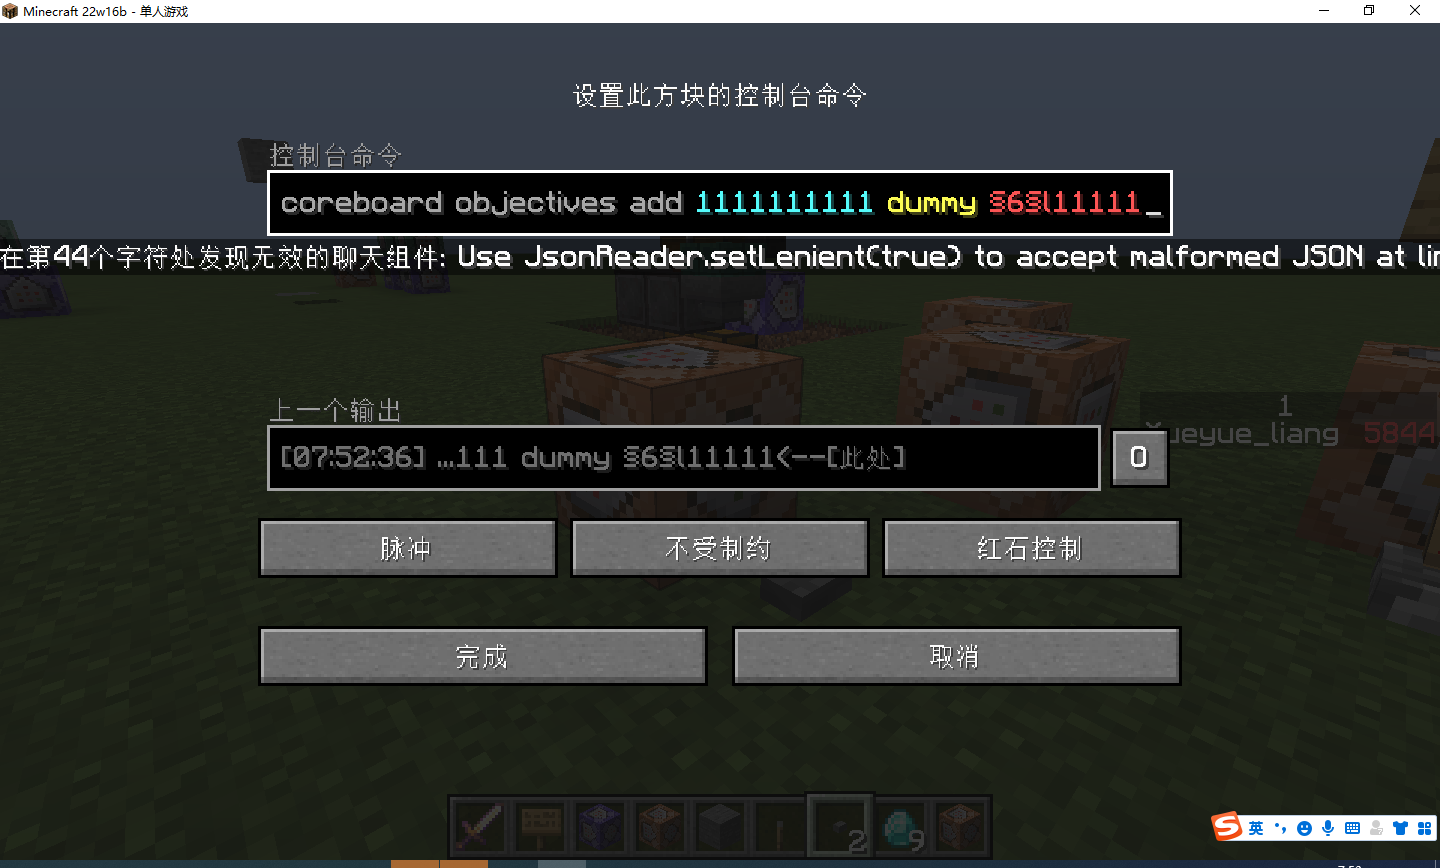 Minecraft 22w16b - 单人游戏
设置此方块的控制台命令
控制台命令
coreboard objectives add 1111111111 dummy §6§l11111_
在第44个字符处发现无效的聊天组件: Use JsonReader.setLenient(true) to accept malformed JSON at lin
上一个输出
1
ueyue_liang 5844
[07:52:36] ...111 dummy §6§l11111<--[此处]
O
脉冲
不受制约
红石控制
完成
取消
2
9
英